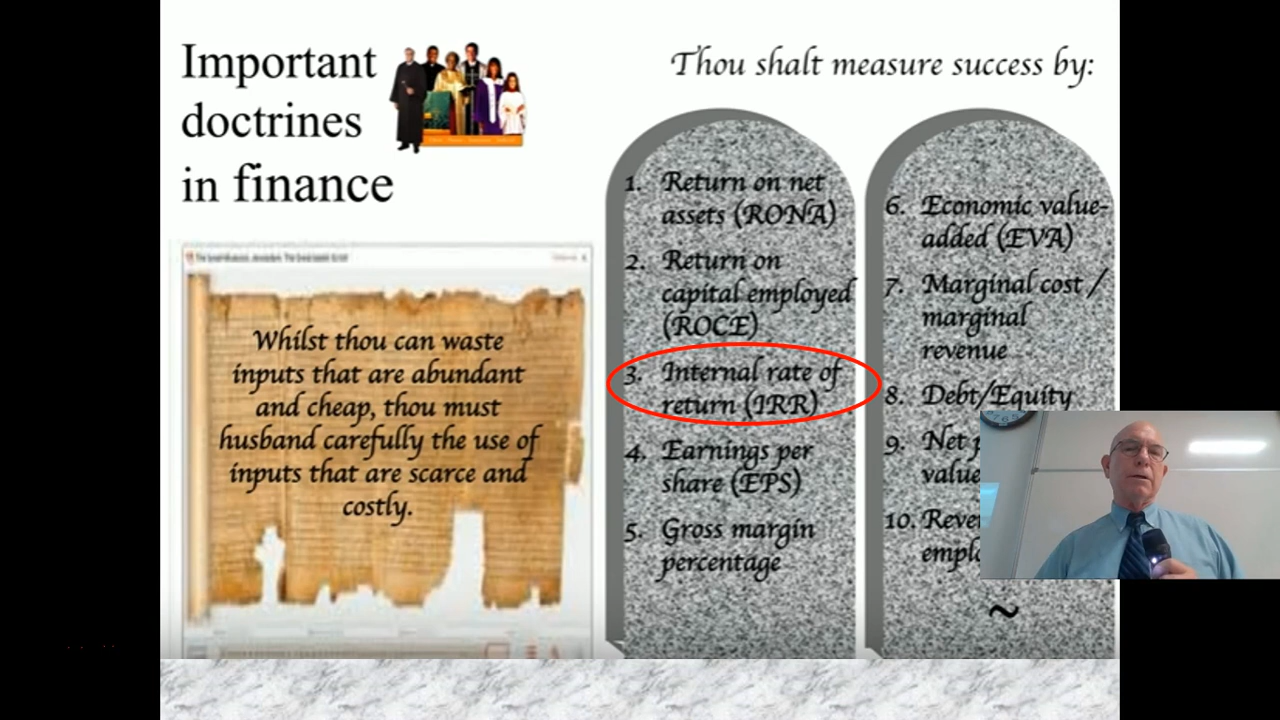 Important
doctrines
in finance
Thou shalt measure success by:
Whilst thou can waste
inputs that are abundant
and cheap, thou must
husband carefully the use of
inputs that are scarce and
costly.
1. Return on net
assets (RONA)
2. Return on
capital employed
(ROCE)
3. Internal rate of
return (IRR)
4. Earnings per
share (EPS)
5. Gross margin
percentage
6. Economic value-
added (EVA)
7. Marginal cost /
marginal
revenue
8. Debt/Equity
9. Net
value
10.
~